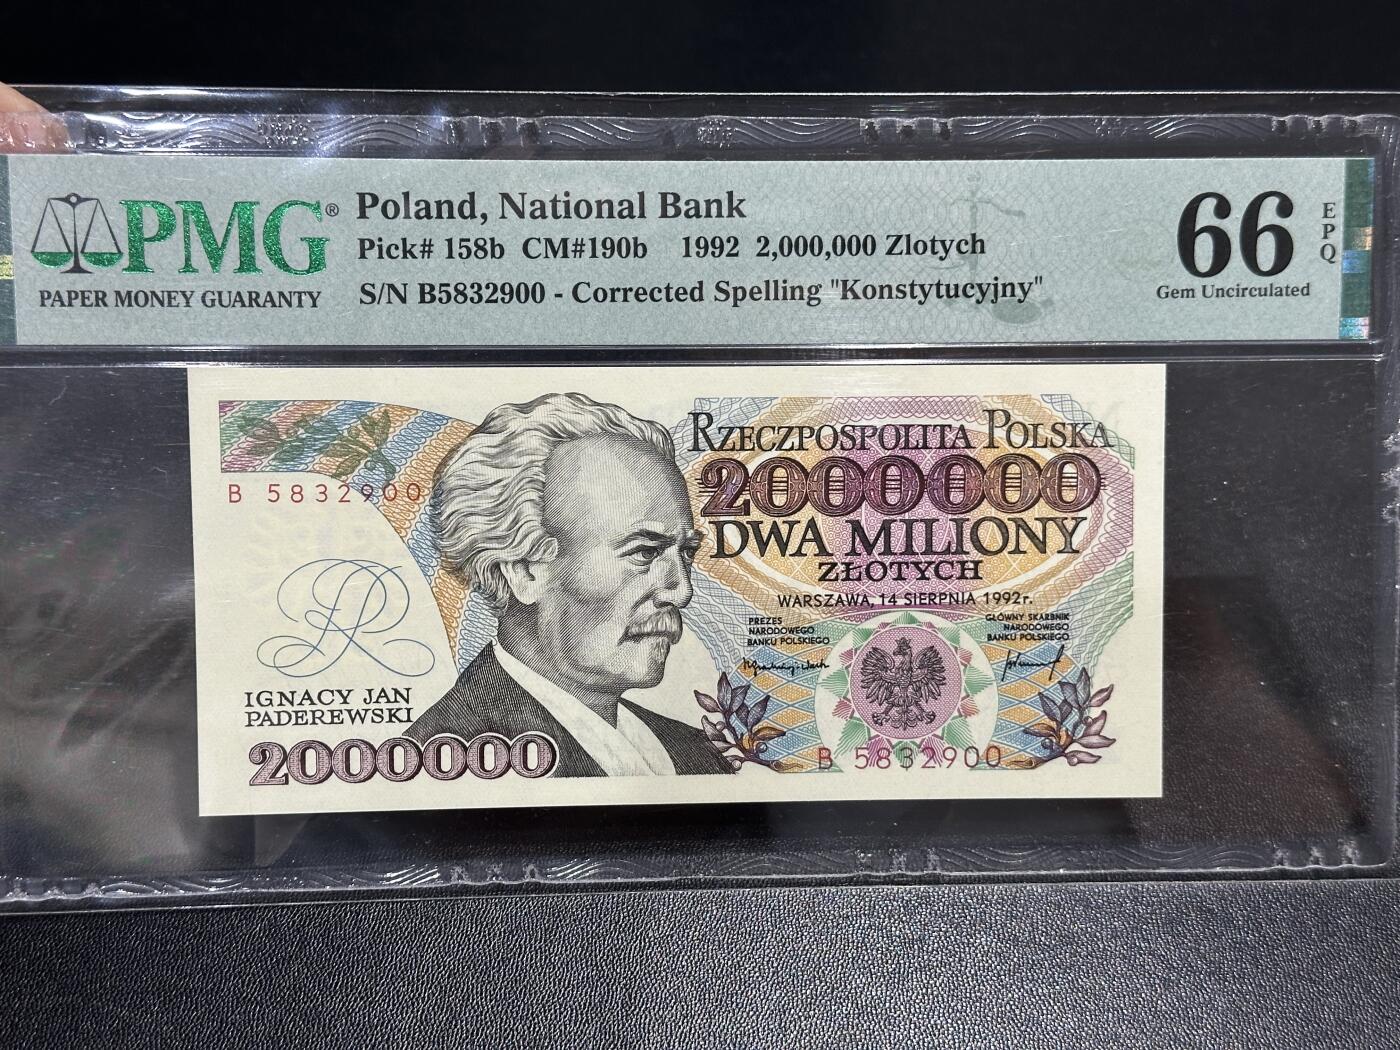 PMG®
PAPER MONEY GUARANTY
Poland, National Bank
Pick# 158b CM#190b 1992 2,000,000 Zlotych
S/N B5832900 - Corrected Spelling "Konstytucyjny"
66
EPQ
Gem Uncirculated
RZECZPOSPOLITA POLSKA
2000000
DWA MILIONY
ZŁOTYCH
WARSZAWA, 14 SIERPNIA 1992r.
PREZES
NARODOWEGO
BANKU POLSKIEGO
GŁÓWNY SKARBNIK
NARODOWEGO
BANKU POLSKIEGO
B 5832900
IGNACY JAN
PADEREWSKI
2000000
B 5832900